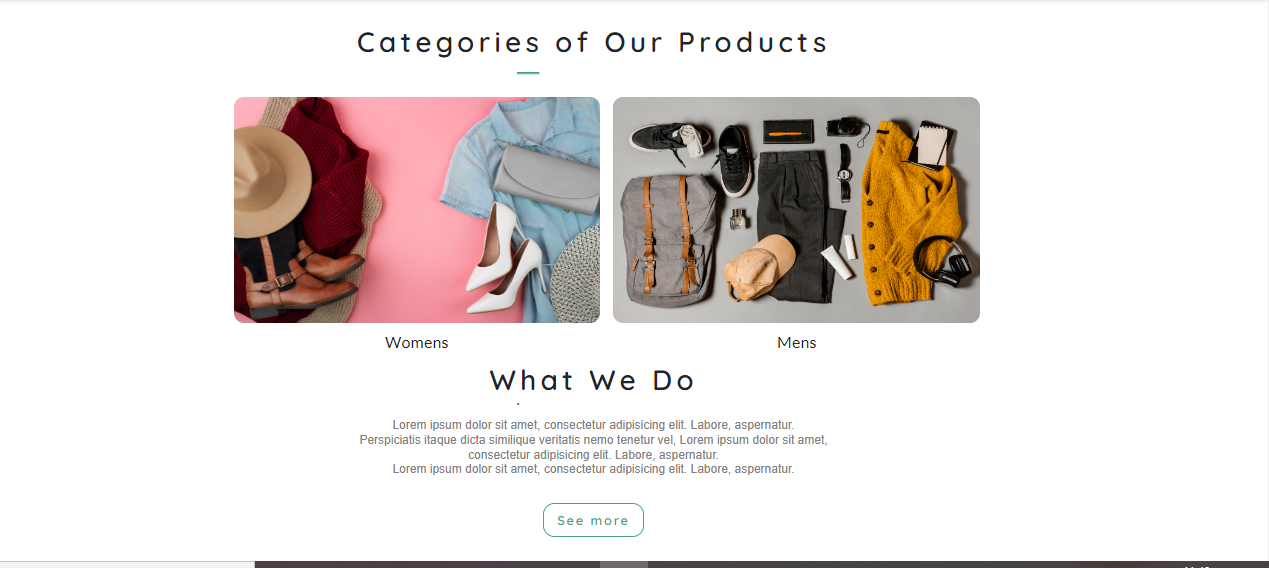 Categories of Our Products
Womens
Mens
What We Do
Lorem ipsum dolor sit amet, consectetur adipisicing elit. Labore, aspernatur.
Perspiciatis itaque dicta similique veritatis nemo tenetur vel, Lorem ipsum dolor sit amet,
consectetur adipisicing elit. Labore, aspernatur.
Lorem ipsum dolor sit amet, consectetur adipisicing elit. Labore, aspernatur.
See more